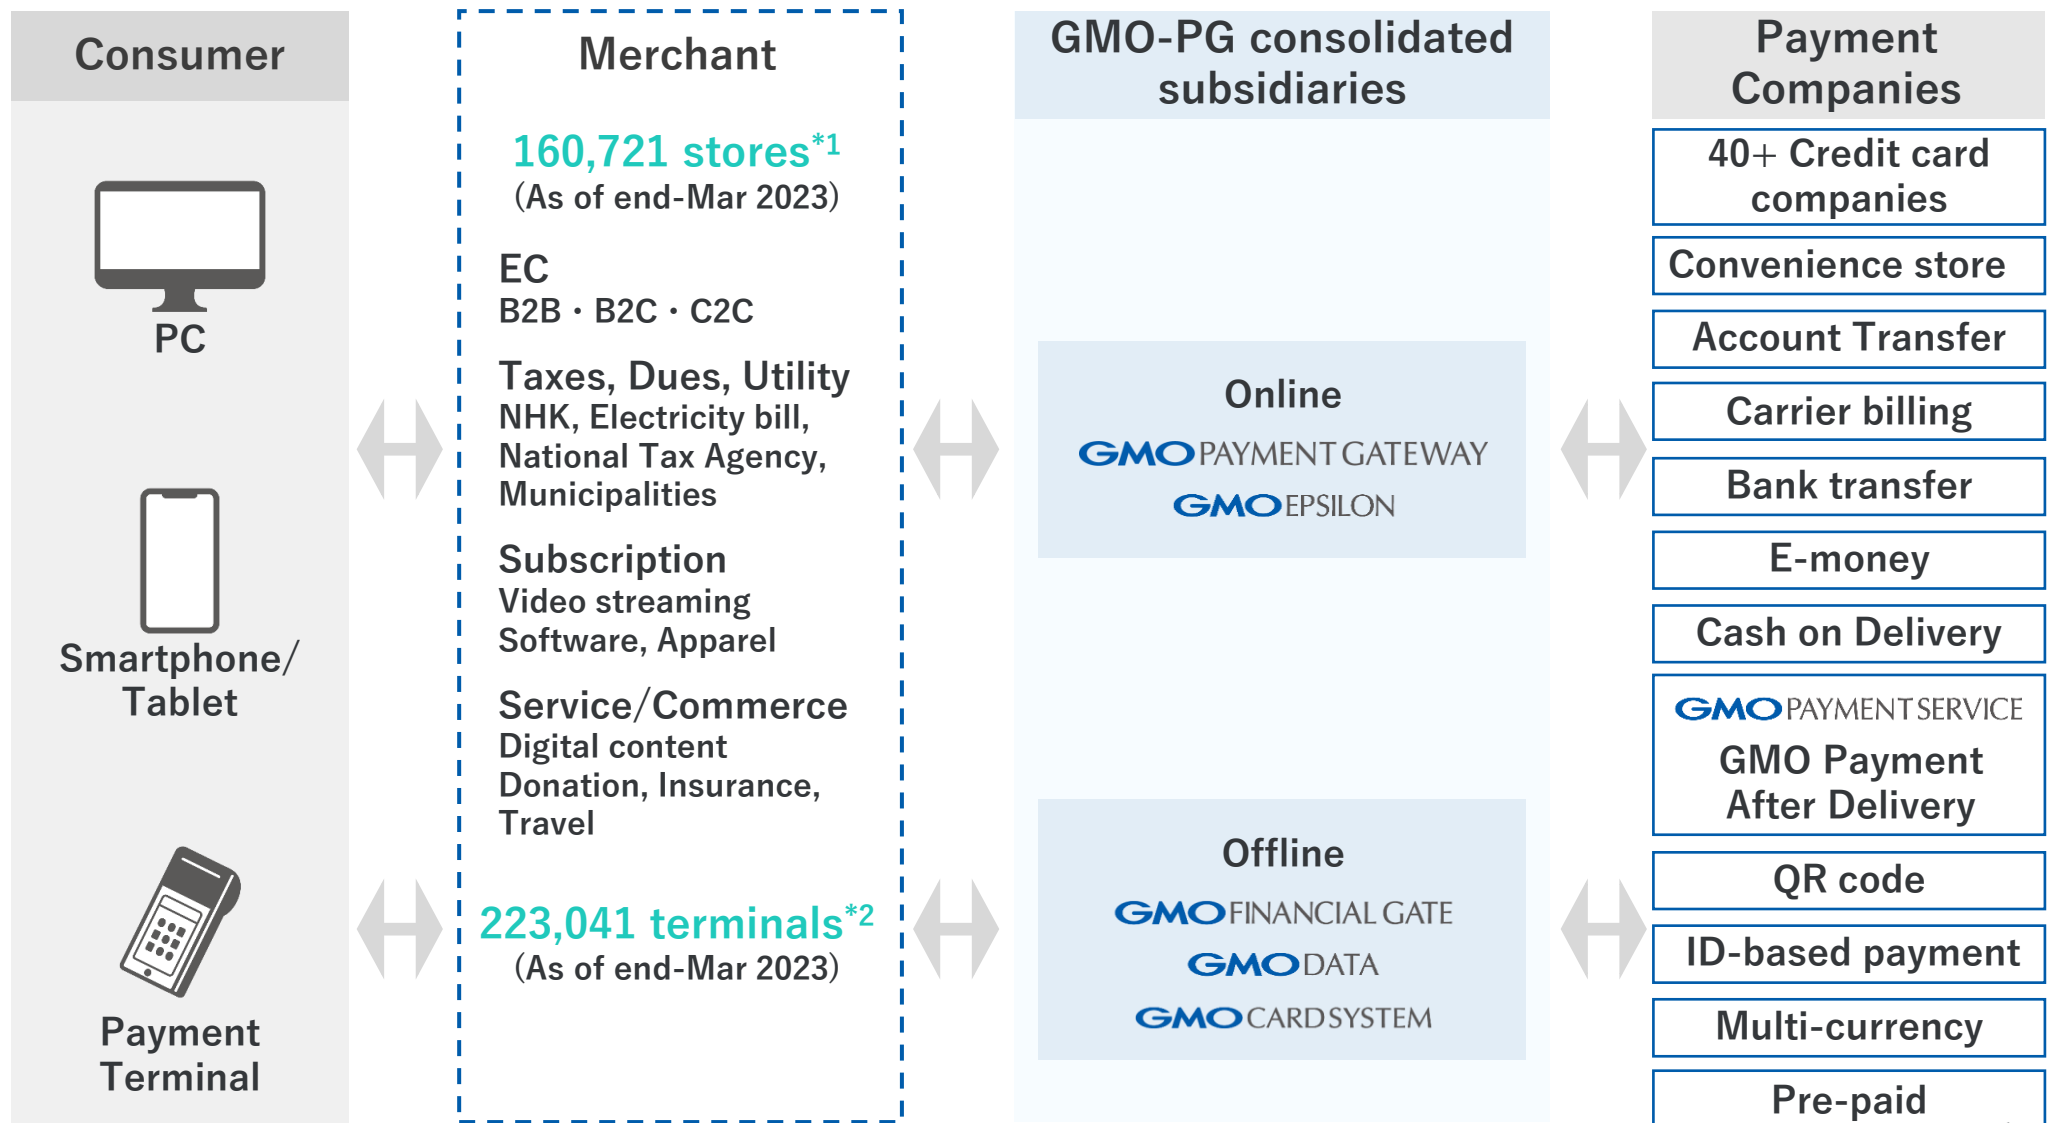 Consumer
PC
Smartphone/
Tablet
Payment
Terminal
Merchant
160,721 stores*1
(As of end-Mar 2023)
EC
B2B・B2C・C2C
Taxes, Dues, Utility
NHK, Electricity bill,
National Tax Agency,
Municipalities
Subscription
Video streaming
Software, Apparel
Service/Commerce
Digital content
Donation, Insurance,
Travel
223,041 terminals*2
(As of end-Mar 2023)
GMO-PG consolidated
subsidiaries
Online
GMO PAYMENT GATEWAY
GMO EPSILON
Offline
GMO FINANCIAL GATE
GMO DATA
GMO CARD SYSTEM
Payment
Companies
40+ Credit card
companies
Convenience store
Account Transfer
Carrier billing
Bank transfer
E-money
Cash on Delivery
GMO PAYMENT SERVICE
GMO Payment
After Delivery
QR code
ID-based payment
Multi-currency
Pre-paid